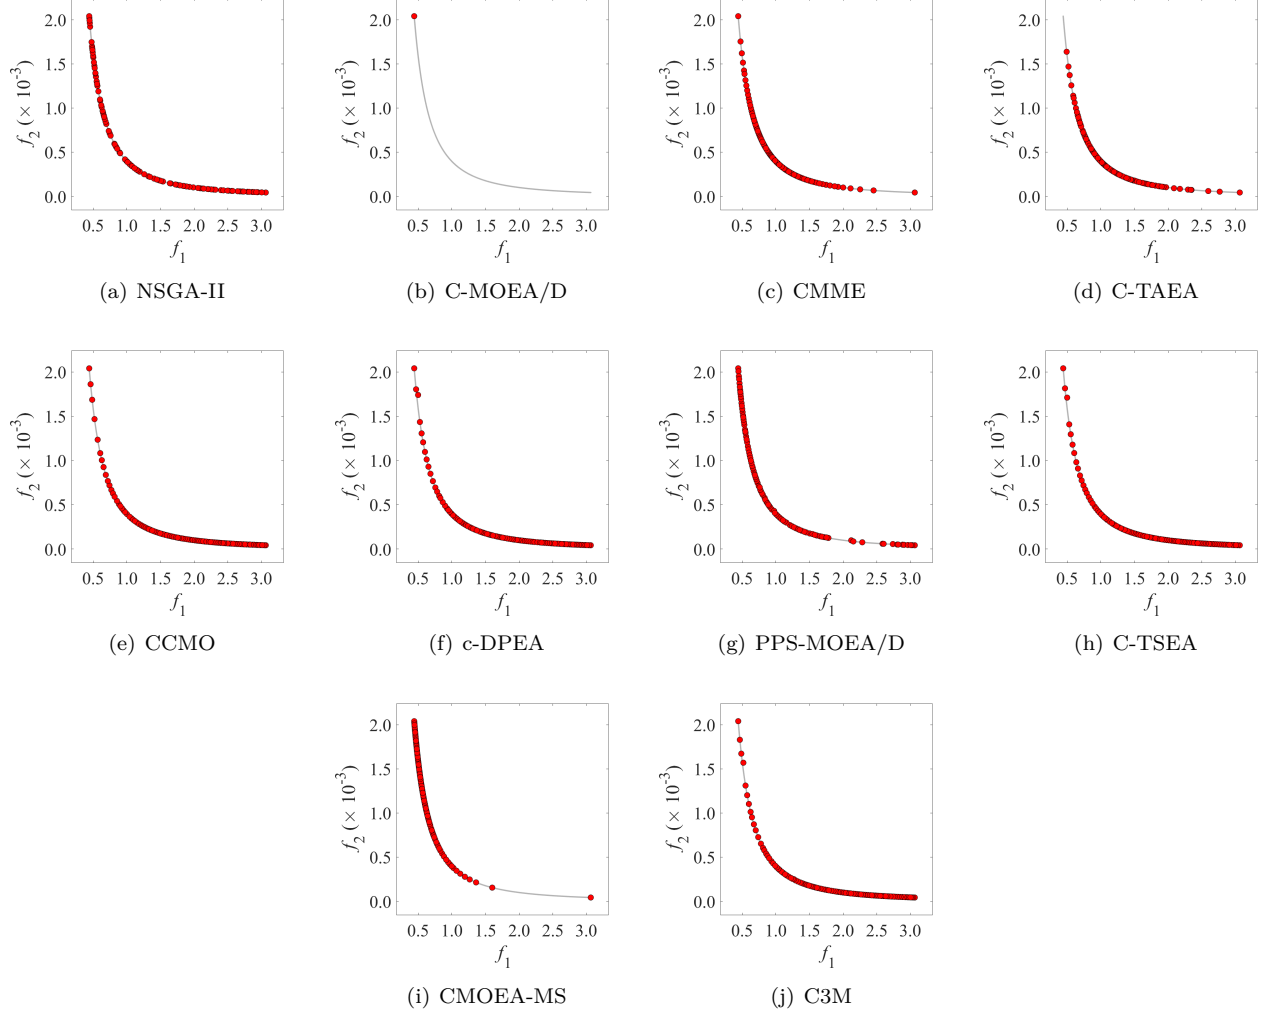 2.0 2.0 2.0 2.0
1.5 1.5 1.5 1.5
1.0 1.0 1.0 1.0
0.5 0.5 0.5 0.5
0.0 0.0 0.0 0.0
f2 (× 10-3) f2 (× 10-3) f2 (× 10-3) f2 (× 10-3)
0.5 1.0 1.5 2.0 2.5 3.0 0.5 1.0 1.5 2.0 2.5 3.0 0.5 1.0 1.5 2.0 2.5 3.0 0.5 1.0 1.5 2.0 2.5 3.0
f1 f1 f1 f1
(a) NSGA-II (b) C-MOEA/D (c) CMME (d) C-TAEA
2.0 2.0 2.0 2.0
1.5 1.5 1.5 1.5
1.0 1.0 1.0 1.0
0.5 0.5 0.5 0.5
0.0 0.0 0.0 0.0
f2 (× 10-3) f2 (× 10-3) f2 (× 10-3) f2 (× 10-3)
0.5 1.0 1.5 2.0 2.5 3.0 0.5 1.0 1.5 2.0 2.5 3.0 0.5 1.0 1.5 2.0 2.5 3.0 0.5 1.0 1.5 2.0 2.5 3.0
f1 f1 f1 f1
(e) CCMO (f) c-DPEA (g) PPS-MOEA/D (h) C-TSEA
2.0 2.0
1.5 1.5
1.0 1.0
0.5 0.5
0.0 0.0
f2 (× 10-3) f2 (× 10-3)
0.5 1.0 1.5 2.0 2.5 3.0 0.5 1.0 1.5 2.0 2.5 3.0
f1 f1
(i) CMOEA-MS (j) C3M